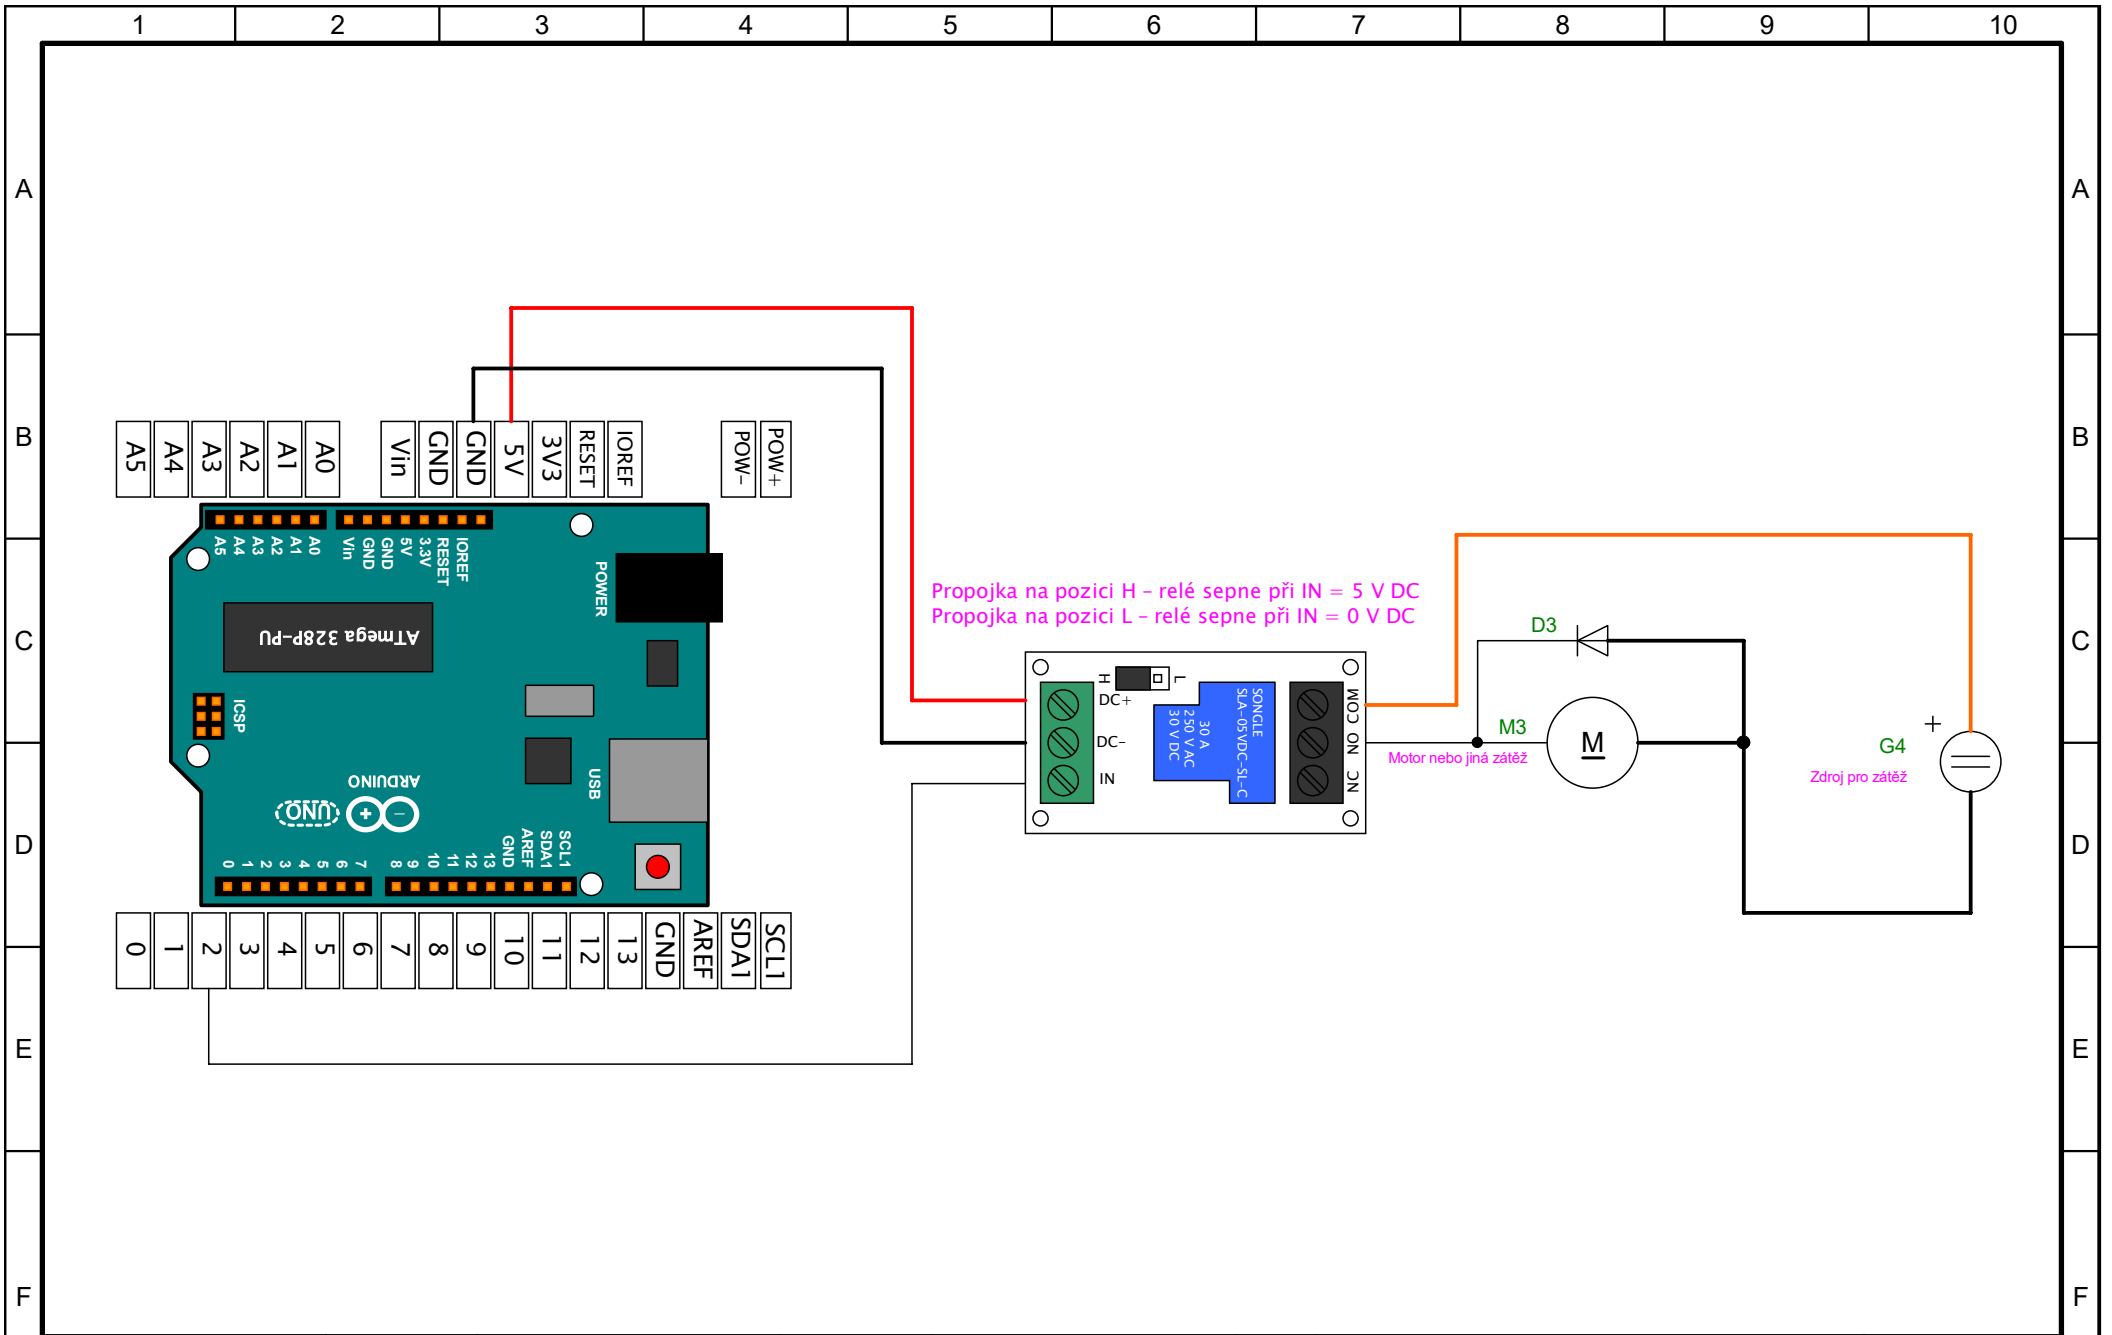 1 2 3 4 5 6 7 8 9 10
A A
B B
C C
D D
E E
F F
A5 A4 A3 A2 A1 A0 Vin GND GND 5V 3V3 RESET IOREF POW- POW+
A5 A4 A3 A2 A1 A0 Vin GND GND 5V 3.3V RESET IOREF
POWER
ATmega 328P-PU
ICSP
USB
ARDUINO
UNO
+ −
0 1 2 3 4 5 6 7 8 9 10 11 12 13 GND AREF SDA1 SCL1
0 1 2 3 4 5 6 7 8 9 10 11 12 13 GND AREF SDA1 SCL1
Propojka na pozici H – relé sepne při IN = 5 V DC
Propojka na pozici L – relé sepne při IN = 0 V DC
H L
DC+
DC-
IN
SONGLE
SLA-05VDC-SL-C
30 A
250 V AC
30 V DC
COM NO NC
D3
M3
M
Motor nebo jiná zátěž
+
G4
Zdroj pro zátěž